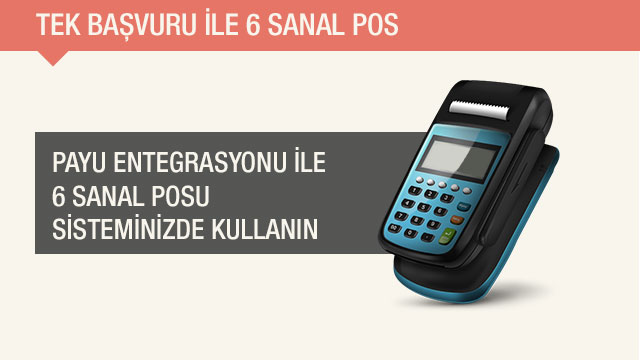 TEK BAŞVURU İLE 6 SANAL POS
PAYU ENTEGRASYONU İLE
6 SANAL POSU
SİSTEMİNİZDE KULLANIN